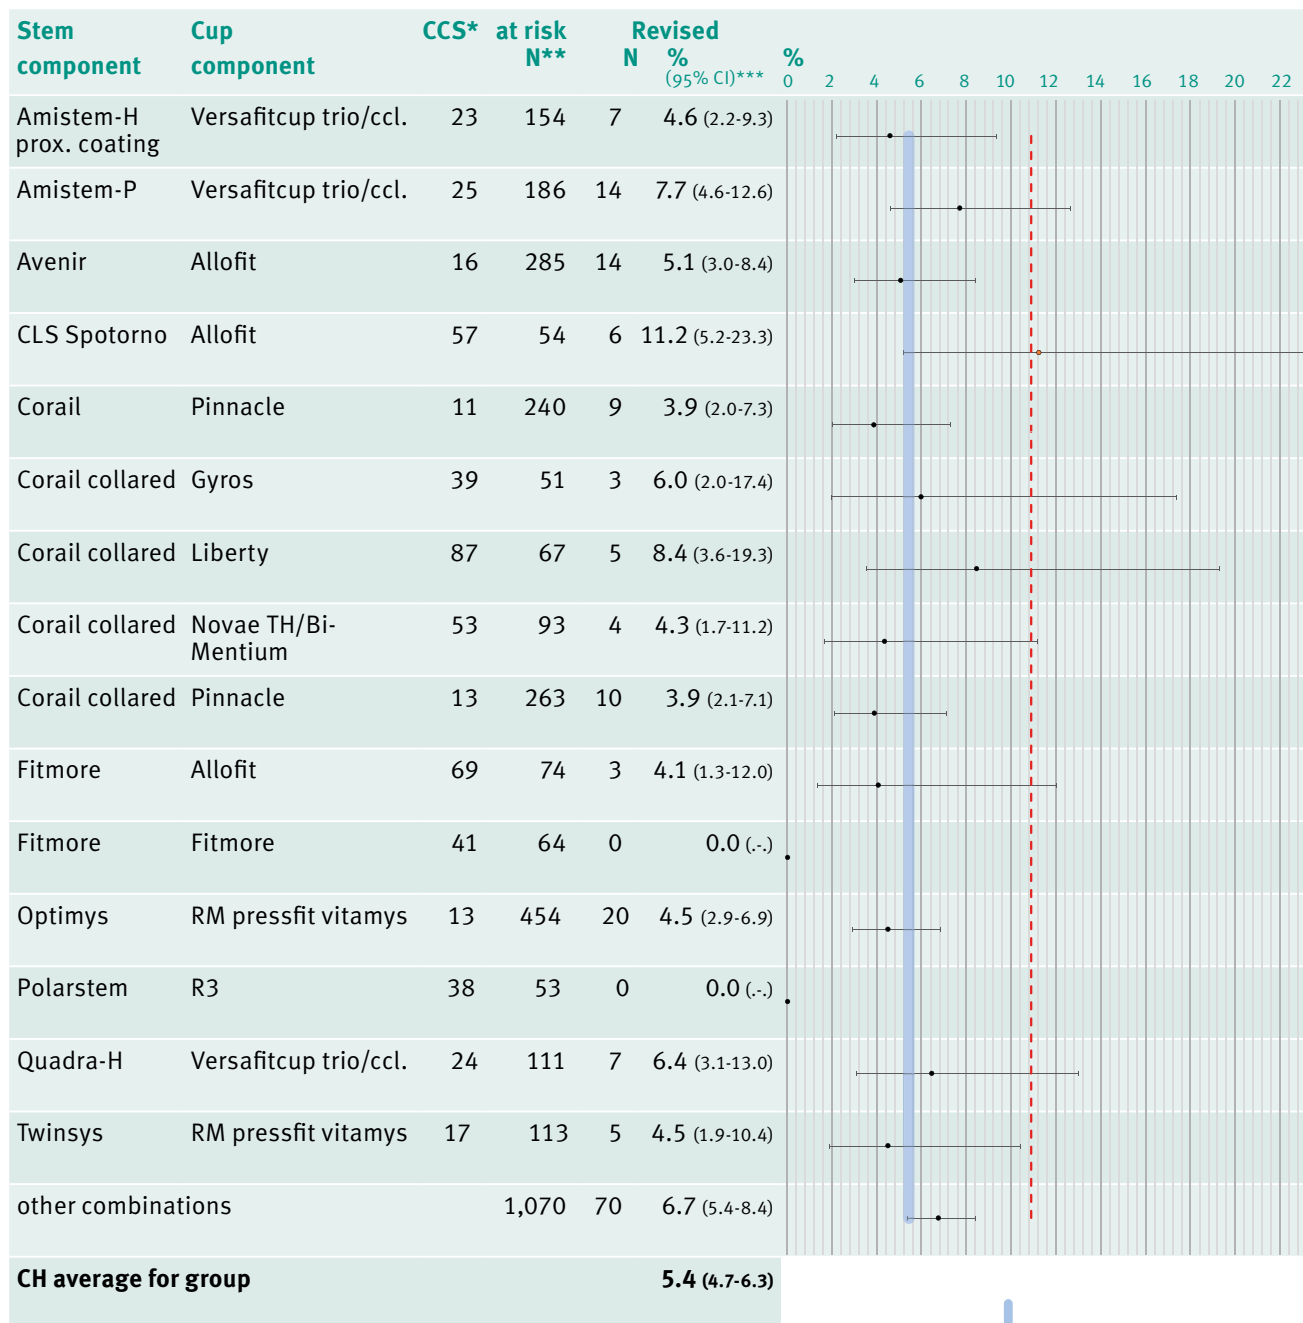 Stem Cup CCS* at risk Revised
component component N** N % %
(95% CI)*** 0 2 4 6 8 10 12 14 16 18 20 22
Amistem-H Versafitcup trio/ccl. 23 154 7 4.6 (2.2-9.3)
prox. coating
Amistem-P Versafitcup trio/ccl. 25 186 14 7.7 (4.6-12.6)
Avenir Allofit 16 285 14 5.1 (3.0-8.4)
CLS Spotorno Allofit 57 54 6 11.2 (5.2-23.3)
Corail Pinnacle 11 240 9 3.9 (2.0-7.3)
Corail collared Gyros 39 51 3 6.0 (2.0-17.4)
Corail collared Liberty 87 67 5 8.4 (3.6-19.3)
Corail collared Novae TH/Bi- 53 93 4 4.3 (1.7-11.2)
Mentium
Corail collared Pinnacle 13 263 10 3.9 (2.1-7.1)
Fitmore Allofit 69 74 3 4.1 (1.3-12.0)
Fitmore Fitmore 41 64 0 0.0 (.-.)
Optimys RM pressfit vitamys 13 454 20 4.5 (2.9-6.9)
Polarstem R3 38 53 0 0.0 (.-.)
Quadra-H Versafitcup trio/ccl. 24 111 7 6.4 (3.1-13.0)
Twinsys RM pressfit vitamys 17 113 5 4.5 (1.9-10.4)
other combinations 1,070 70 6.7 (5.4-8.4)
CH average for group 5.4 (4.7-6.3)